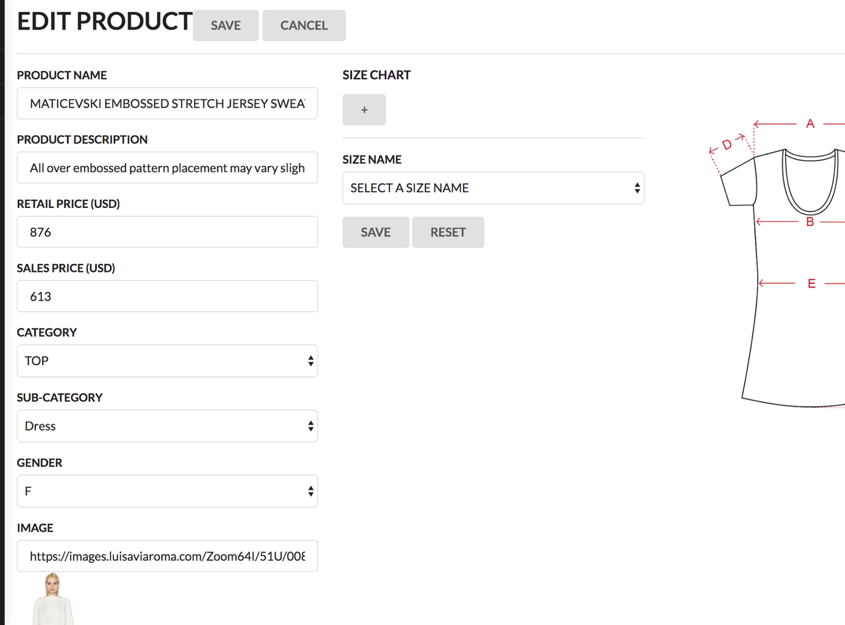 EDIT PRODUCT SAVE CANCEL
PRODUCT NAME
MATICEVSKI EMBOSSED STRETCH JERSEY SWEA
PRODUCT DESCRIPTION
All over embossed pattern placement may vary sligh
RETAIL PRICE (USD)
876
SALES PRICE (USD)
613
CATEGORY
TOP
SUB-CATEGORY
Dress
GENDER
F
IMAGE
https://images.luisaviaroma.com/Zoom64I/51U/008
SIZE CHART
+
SIZE NAME
SELECT A SIZE NAME
SAVE RESET
A
D
B
E